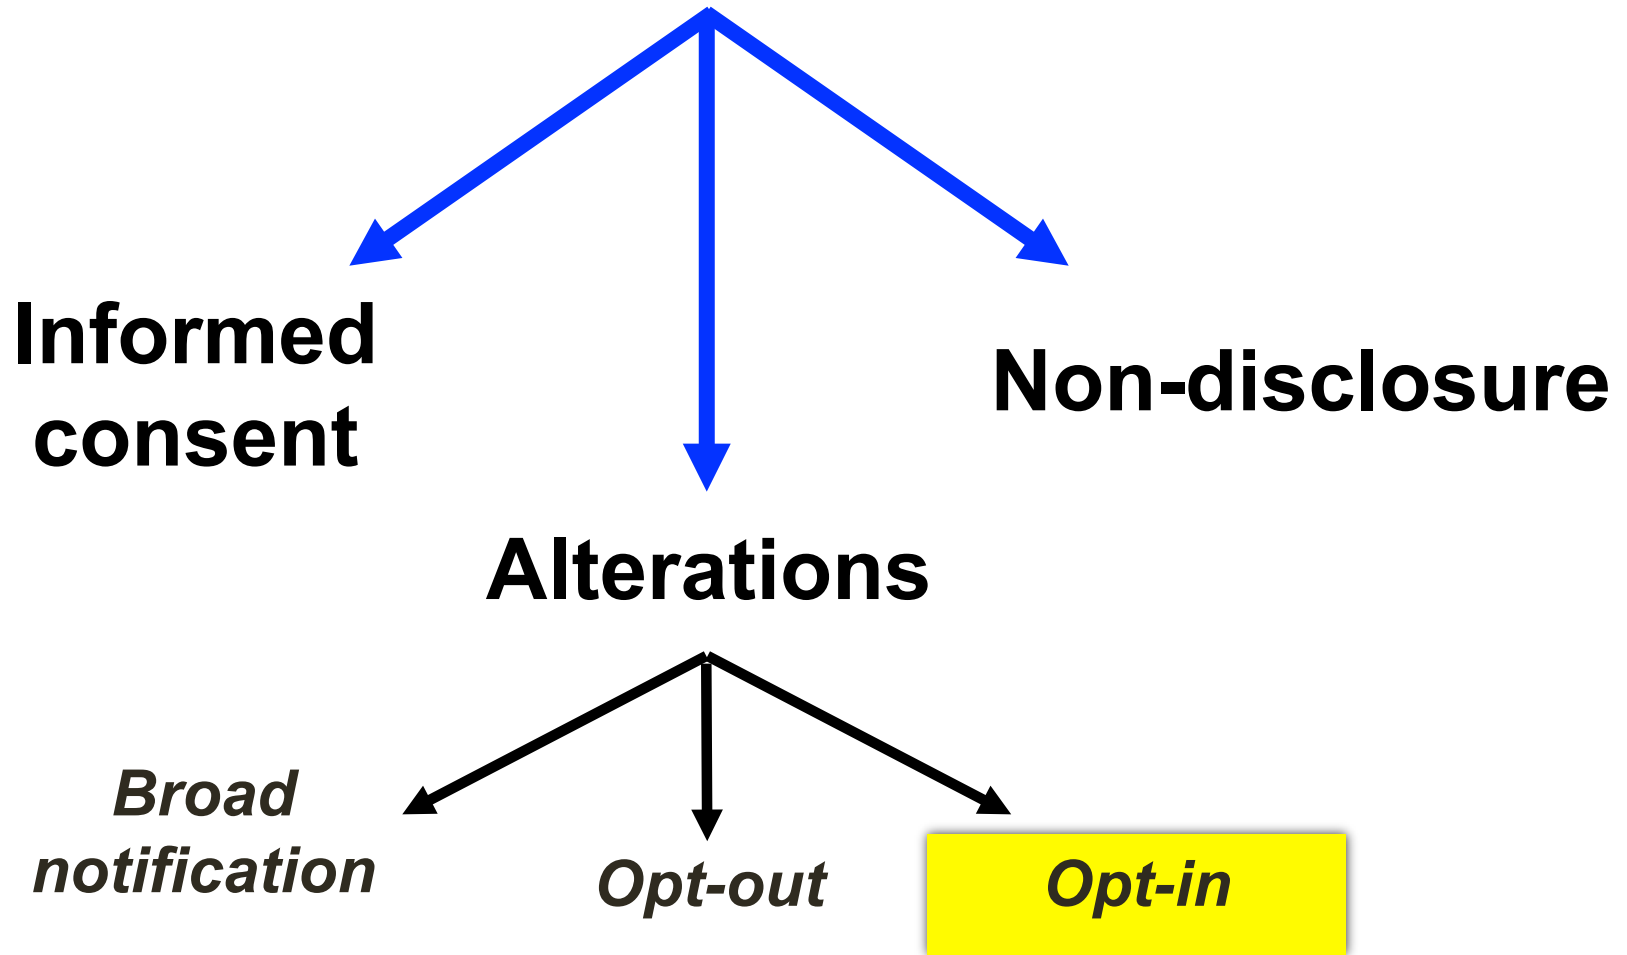 Informed
consent
Non-disclosure
Alterations
Broad
notification
Opt-out
Opt-in